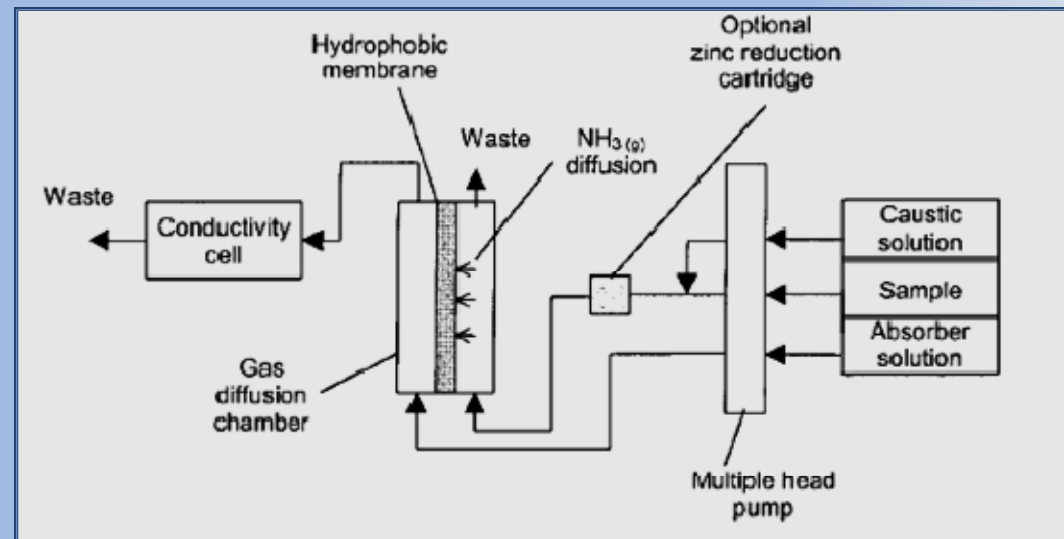 Optional
zinc reduction
cartridge
Hydrophobic
membrane
Waste
NH3 (g)
diffusion
Waste
Conductivity
cell
Caustic
solution
Sample
Absorber
solution
Gas
diffusion
chamber
Multiple head
pump